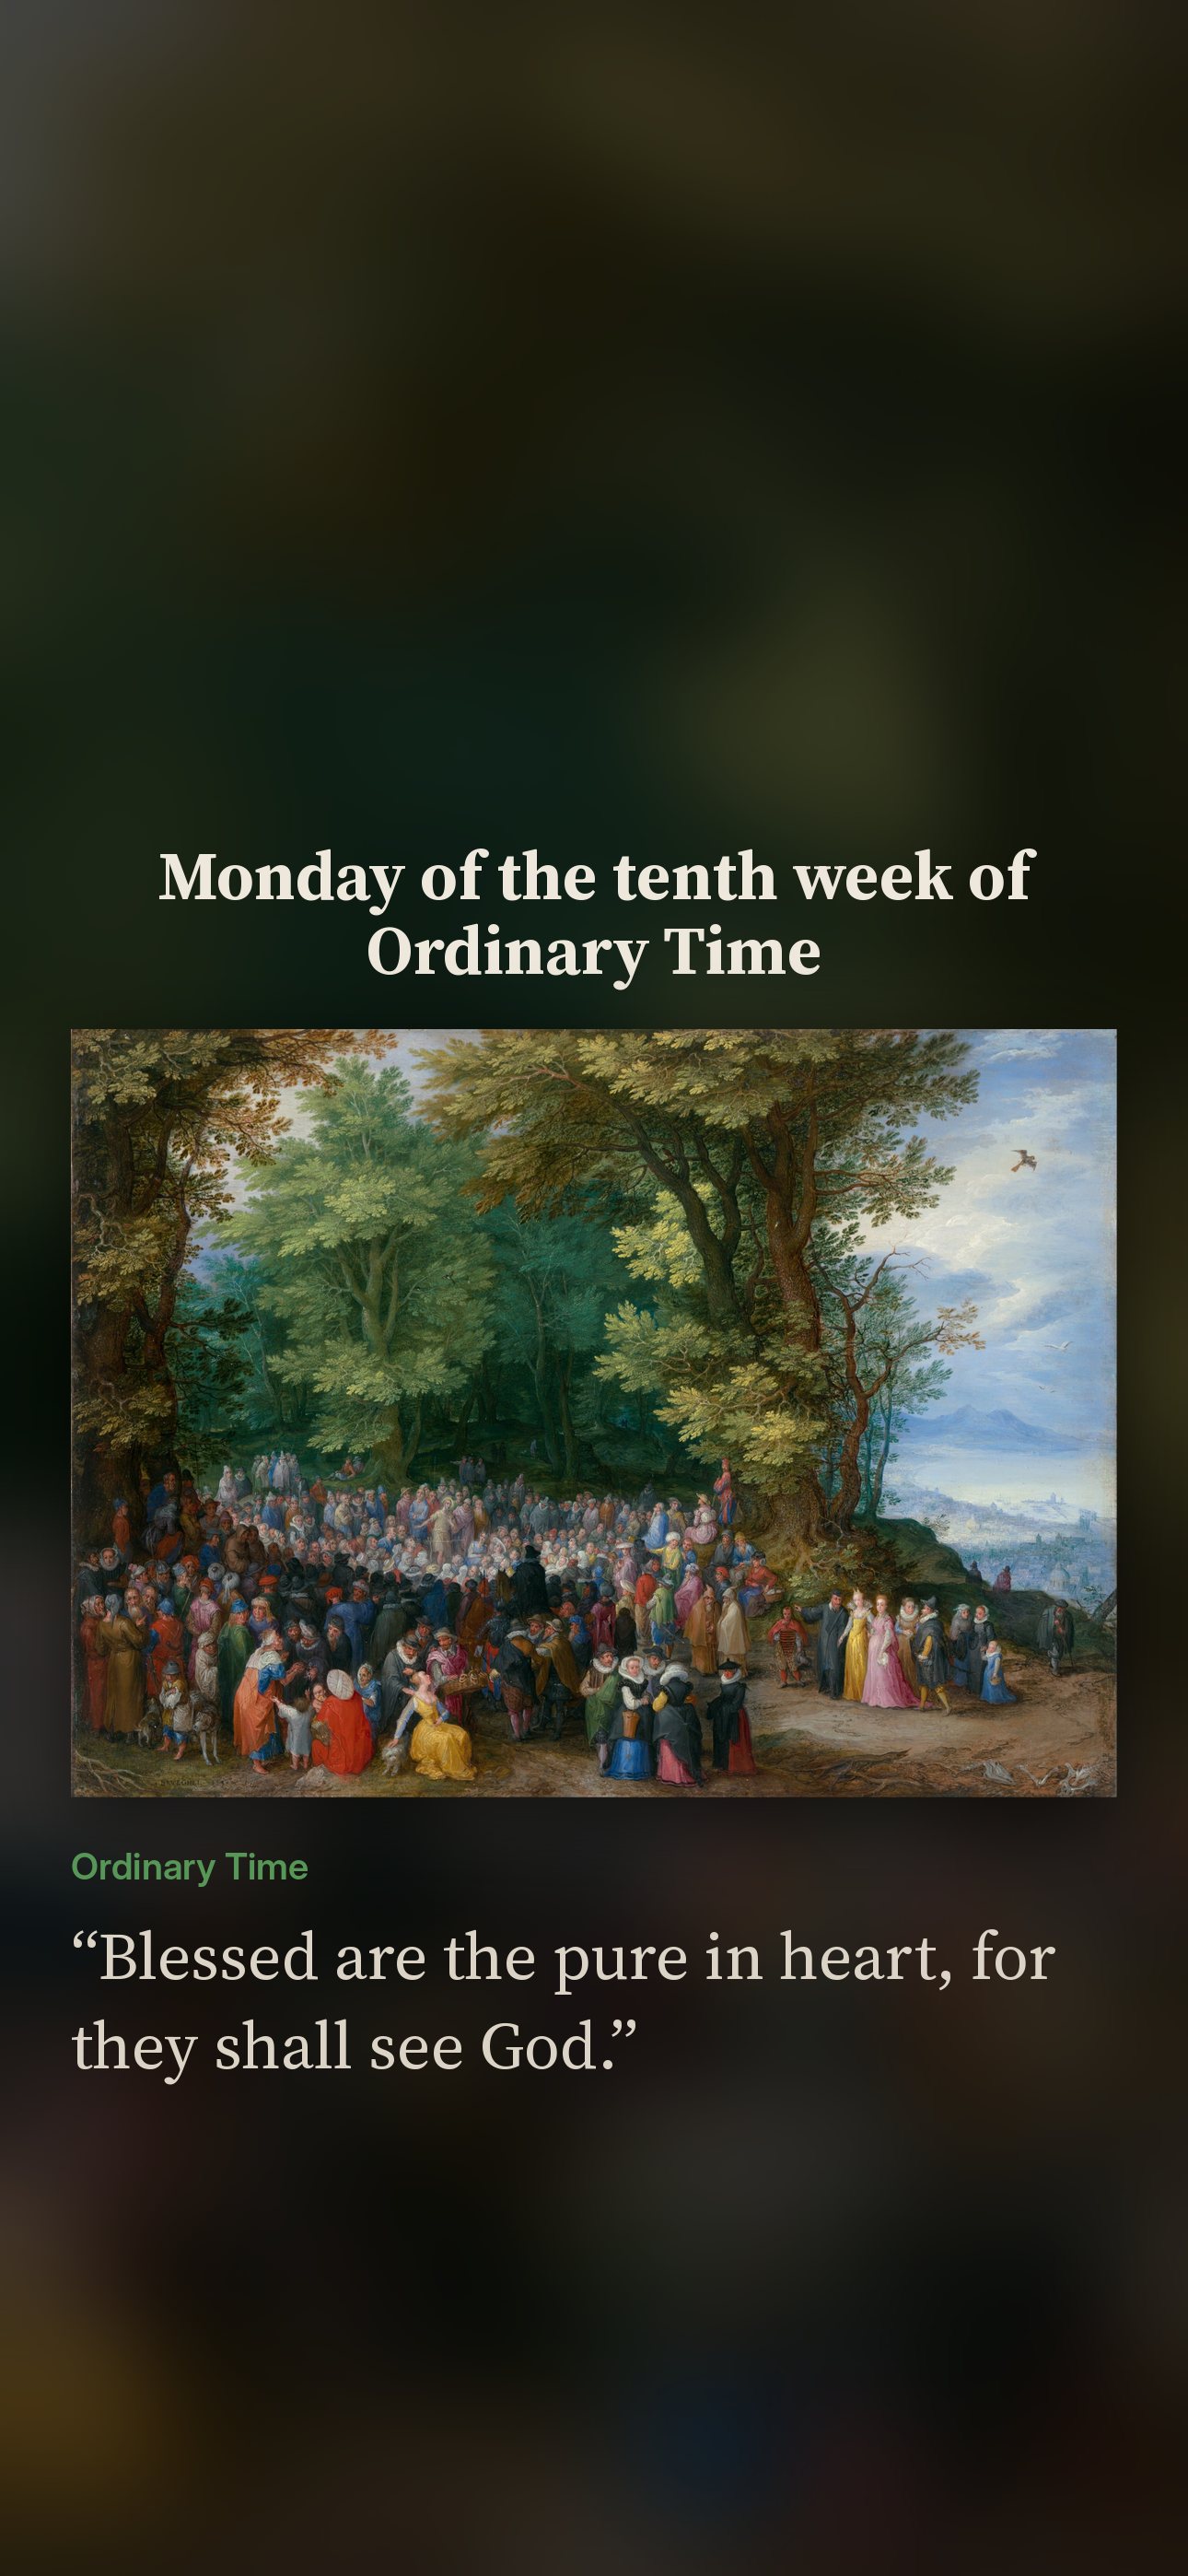 Monday of the tenth week of
Ordinary Time
Ordinary Time
“Blessed are the pure in heart, for
they shall see God.”